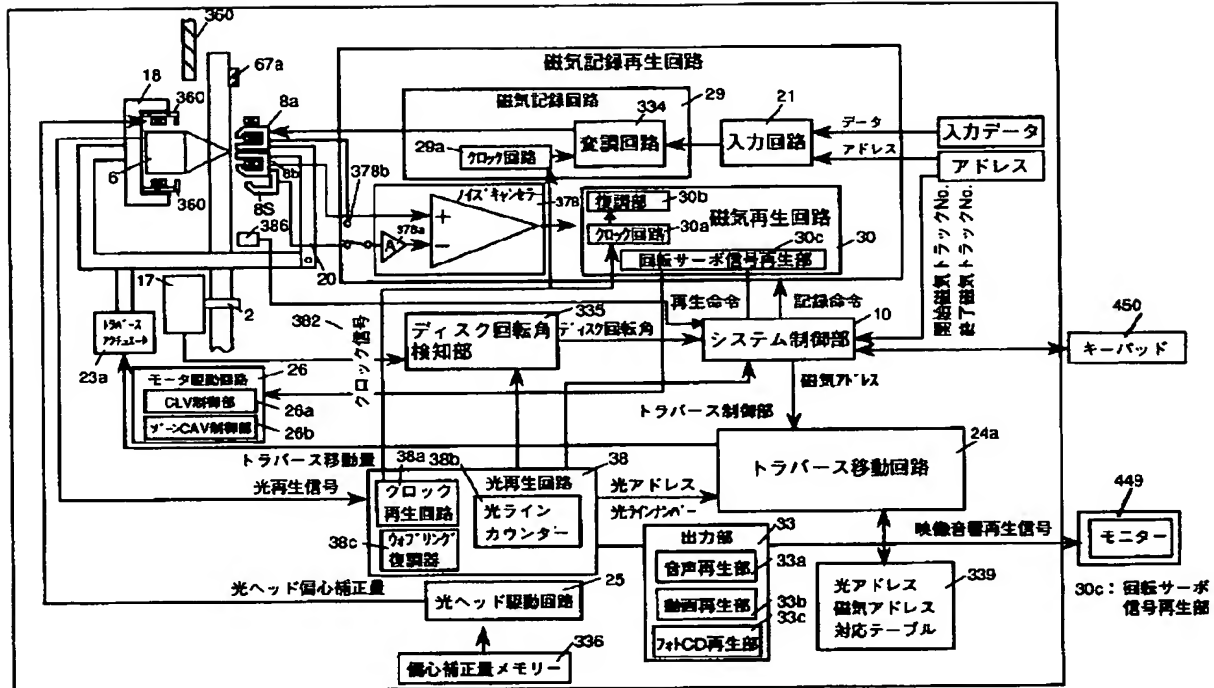 360
67a
18
360
8a
6
8b
360
8S
386
378b
磁気記録再生回路
磁気記録回路
29
334
変調回路
29a
クロック回路
21
入力回路
データ
アドレス
入力データ
アドレス
ノイズキャンセラ
378
378a
A
+
−
復調部
30b
磁気再生回路
クロック回路
30a
30c
30
回転サーボ信号再生部
開始磁気トラックNo.
終了磁気トラックNo.
17
20
2
382
クロック信号
トラバース
アクチュエータ
23a
335
ディスク回転角
検知部
ディスク回転角
再生命令
記録命令
10
システム制御部
450
キーパッド
磁気アドレス
モータ駆動回路
26
CLV制御部
26a
ゾーンCAV制御部
26b
トラバース制御部
24a
トラバース移動回路
トラバース移動量
38a
38b
38
光再生信号
光再生回路
クロック
再生回路
光ライン
カウンター
38c
ウォブリング
復調器
光アドレス
光ラインナンバー
449
モニター
映像音響再生信号
33
出力部
音声再生部
33a
動画再生部
33b
33c
フォトCD再生部
339
光アドレス
磁気アドレス
対応テーブル
30c：回転サーボ
信号再生部
光ヘッド偏心補正量
25
光ヘッド駆動回路
336
偏心補正量メモリー